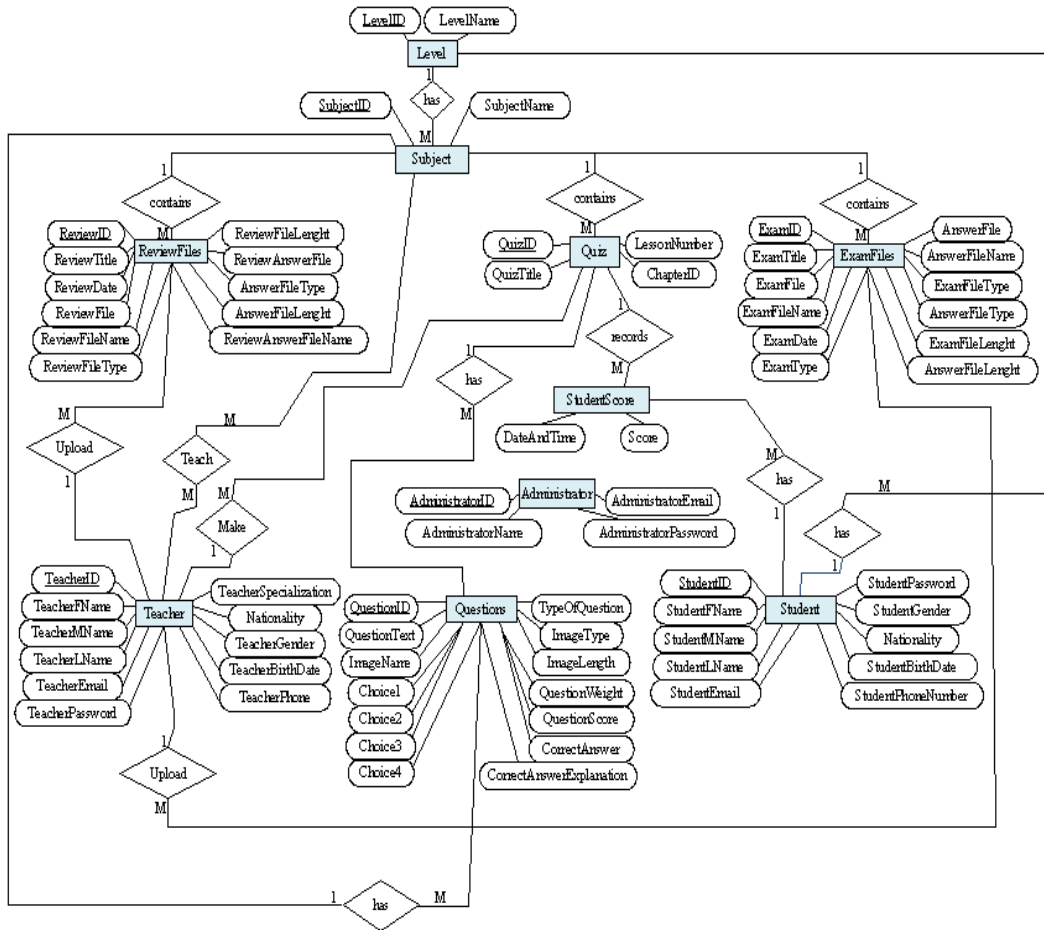 LevelID
LevelName
Level
1
has
M
SubjectID
SubjectName
Subject
1
contains
M
1
contains
M
1
contains
M
ReviewID
ReviewTitle
ReviewDate
ReviewFile
ReviewFileName
ReviewFileType
ReviewFiles
ReviewFileLenght
ReviewAnswerFile
AnswerFileType
AnswerFileLenght
ReviewAnswerFileName
QuizID
QuizTitle
Quiz
LessonNumber
ChapterID
ExamID
ExamTitle
ExamFile
ExamFileName
ExamDate
ExamType
ExamFiles
AnswerFile
AnswerFileName
ExamFileType
AnswerFileType
ExamFileLenght
AnswerFileLenght
1
records
M
1
has
M
StudentScore
DateAndTime
Score
M
Upload
1
M
Teach
M
M
Make
1
M
has
1
M
has
1
AdministratorID
AdministratorName
Administrator
AdministratorEmail
AdministratorPassword
TeacherID
TeacherFName
TeacherMName
TeacherLName
TeacherEmail
TeacherPassword
Teacher
TeacherSpecialization
Nationality
TeacherGender
TeacherBirthDate
TeacherPhone
QuestionID
QuestionText
ImageName
Choice1
Choice2
Choice3
Choice4
Questions
TypeOfQuestion
ImageType
ImageLength
QuestionWeight
QuestionScore
CorrectAnswer
CorrectAnswerExplanation
StudentID
StudentFName
StudentMName
StudentLName
StudentEmail
Student
StudentPassword
StudentGender
Nationality
StudentBirthDate
StudentPhoneNumber
1
Upload
M
1
has
M